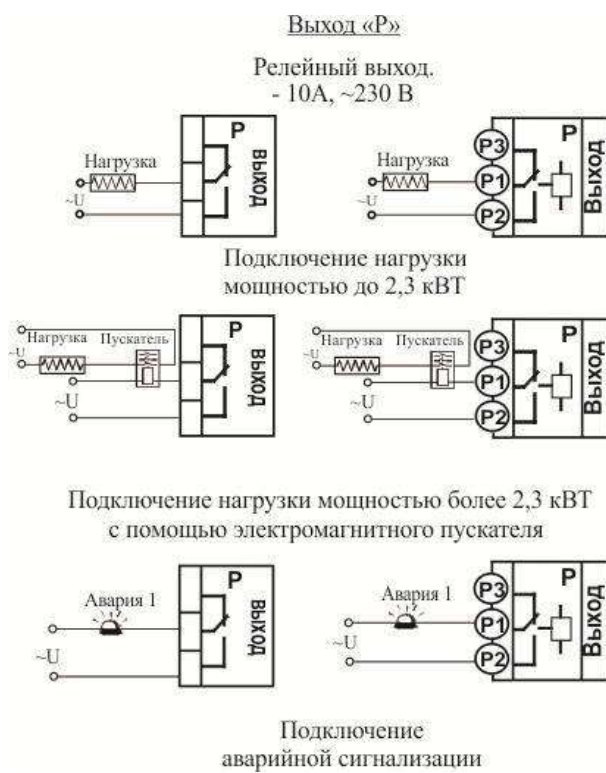 Выход «Р»
Релейный выход.
- 10А, ~230 В
Р
ВЫХОД
Нагрузка
~U
Р
Р3
Р1
Р2
Выход
Нагрузка
~U
Подключение нагрузки
мощностью до 2,3 кВТ
Нагрузка Пускатель
~U
~U
Р
ВЫХОД
Нагрузка Пускатель
~U
~U
Р3
Р1
Р2
Р
Выход
Подключение нагрузки мощностью более 2,3 кВТ
с помощью электромагнитного пускателя
Авария 1
~U
Р
ВЫХОД
Авария 1
~U
Р3
Р1
Р2
Р
Выход
Подключение
аварийной сигнализации